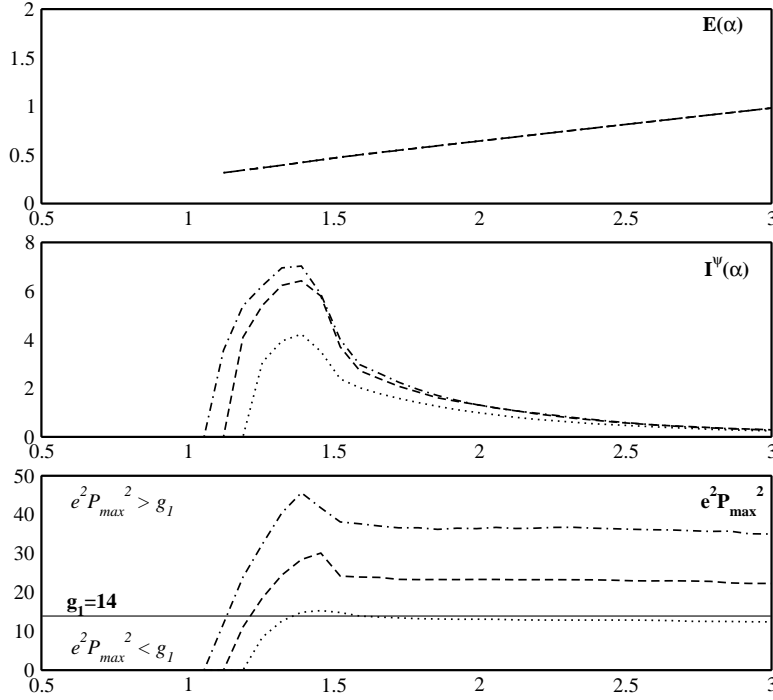 2
1.5
1
0.5
0
E(α)
0.5 1 1.5 2 2.5 3
8
6
4
2
0
I^ψ(α)
0.5 1 1.5 2 2.5 3
50
40
30
20
10
0
e²P_max² > g₁
e²P_max²
g₁=14
e²P_max² < g₁
0.5 1 1.5 2 2.5 3